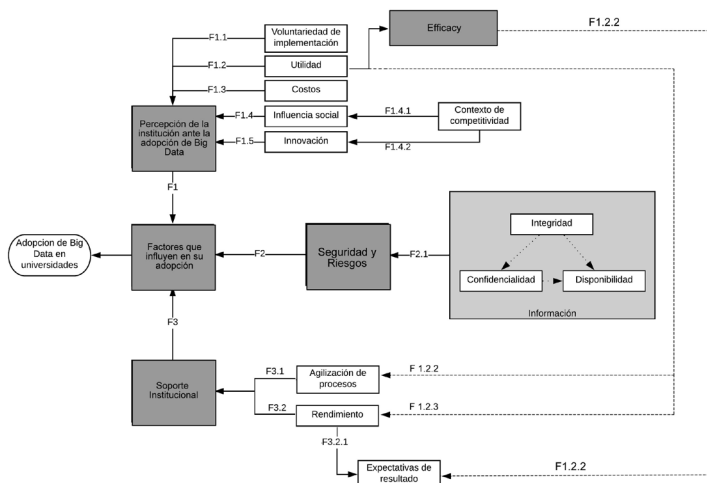 F1.1
Voluntariedad de
implementación
Efficacy
F1.2.2
F1.2
Utilidad
F1.3
Costos
Percepción de la
institución ante la
adopción de Big
Data
F1.4
Influencia social
F1.4.1
Contexto de
competitividad
F1.5
Innovación
F1.4.2
F1
Adopcion de Big
Data en
universidades
Factores que
influyen en su
adopción
F2
Seguridad y
Riesgos
F2.1
Integridad
Confidencialidad
Disponibilidad
Información
F3
Soporte
Institucional
F3.1
Agilización de
procesos
F 1.2.2
F3.2
Rendimiento
F 1.2.3
F3.2.1
Expectativas de
resultado
F1.2.2